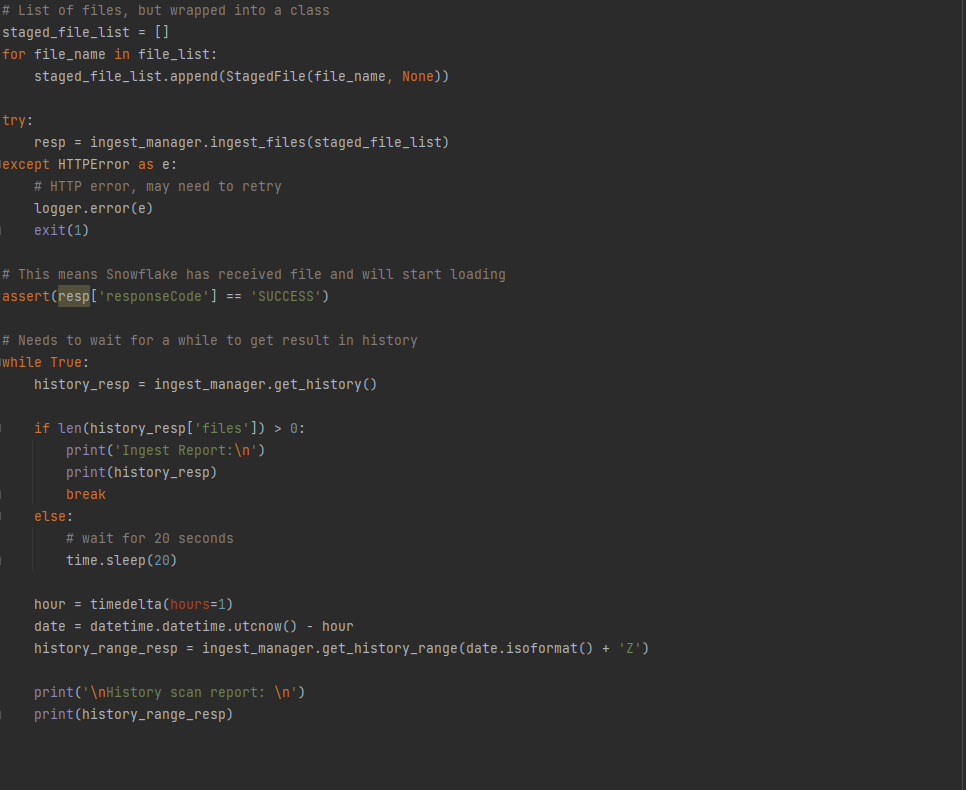 # List of files, but wrapped into a class
staged_file_list = []
for file_name in file_list:
    staged_file_list.append(StagedFile(file_name, None))

try:
    resp = ingest_manager.ingest_files(staged_file_list)
except HTTPError as e:
    # HTTP error, may need to retry
    logger.error(e)
    exit(1)

# This means Snowflake has received file and will start loading
assert(resp['responseCode'] == 'SUCCESS')

# Needs to wait for a while to get result in history
while True:
    history_resp = ingest_manager.get_history()

    if len(history_resp['files']) > 0:
        print('Ingest Report:\n')
        print(history_resp)
        break
    else:
        # wait for 20 seconds
        time.sleep(20)

    hour = timedelta(hours=1)
    date = datetime.datetime.utcnow() - hour
    history_range_resp = ingest_manager.get_history_range(date.isoformat() + 'Z')

    print('\nHistory scan report: \n')
    print(history_range_resp)